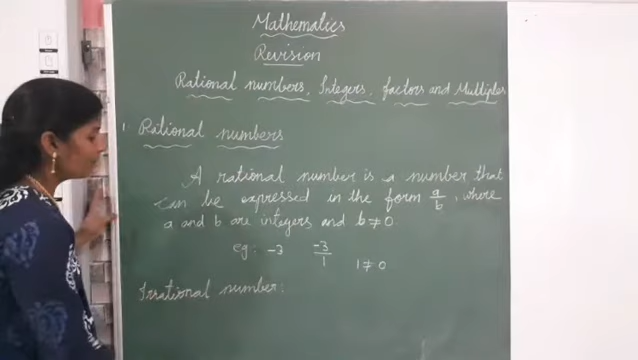 Mathematics
Revision
Rational numbers, Integers, factors and Multiples
1. Rational numbers
A rational number is a number that
can be expressed in the form a/b, where
a and b are integers and b≠0.
eg: -3 -3/1 1≠0
Irrational number: